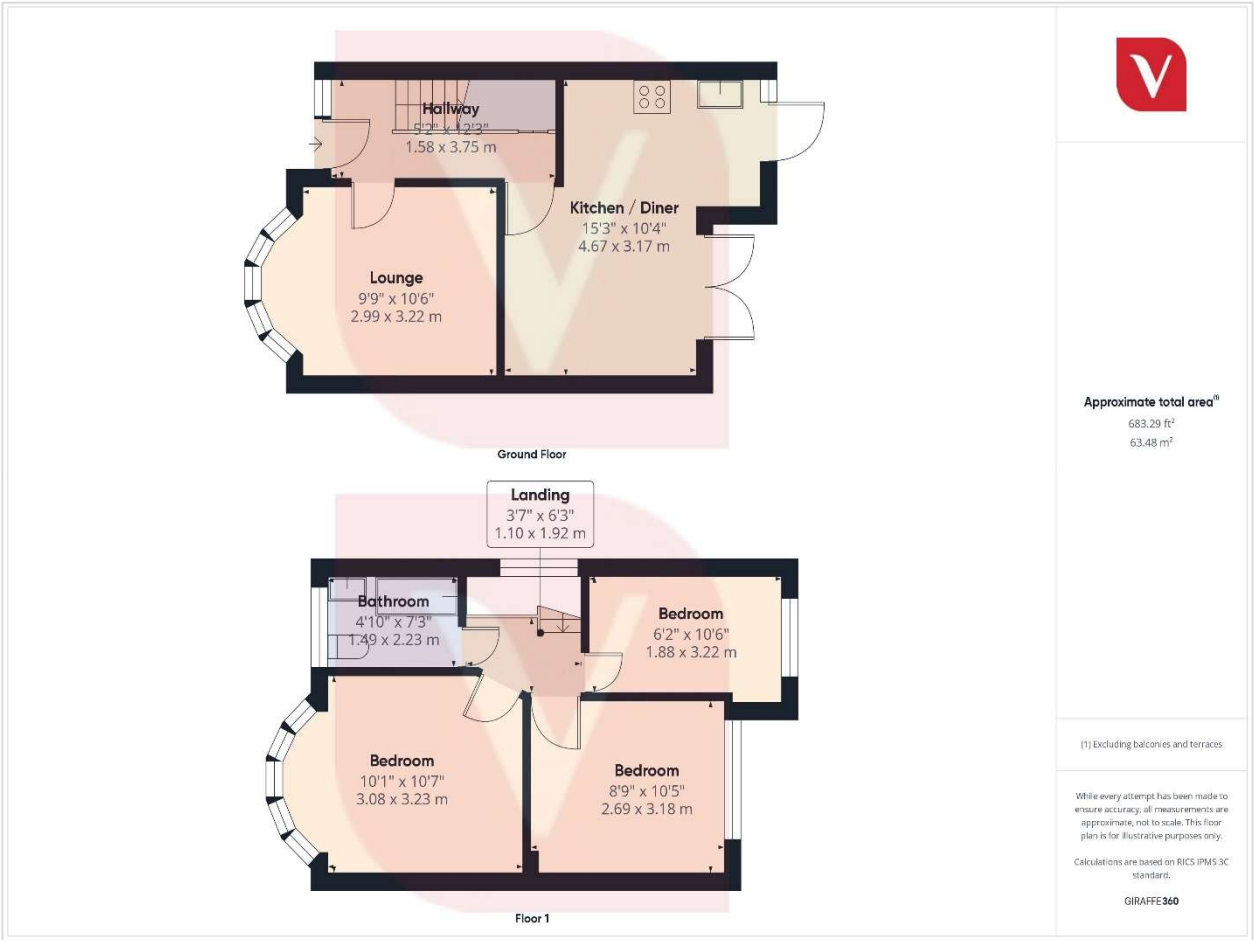 Hallway
5'2" x 12'3"
1.58 x 3.75 m
Kitchen / Diner
15'3" x 10'4"
4.67 x 3.17 m
Lounge
9'9" x 10'6"
2.99 x 3.22 m
Ground Floor
Landing
3'7" x 6'3"
1.10 x 1.92 m
Bathroom
4'10" x 7'3"
1.49 x 2.23 m
Bedroom
6'2" x 10'6"
1.88 x 3.22 m
Bedroom
10'1" x 10'7"
3.08 x 3.23 m
Bedroom
8'9" x 10'5"
2.69 x 3.18 m
Floor 1
Approximate total area⁽¹⁾
683.29 ft²
63.48 m²
(1) Excluding balconies and terraces
While every attempt has been made to
ensure accuracy, all measurements are
approximate, not to scale. This floor
plan is for illustrative purposes only.
Calculations are based on RICS IPMS 3C
standard.
GIRAFFE360